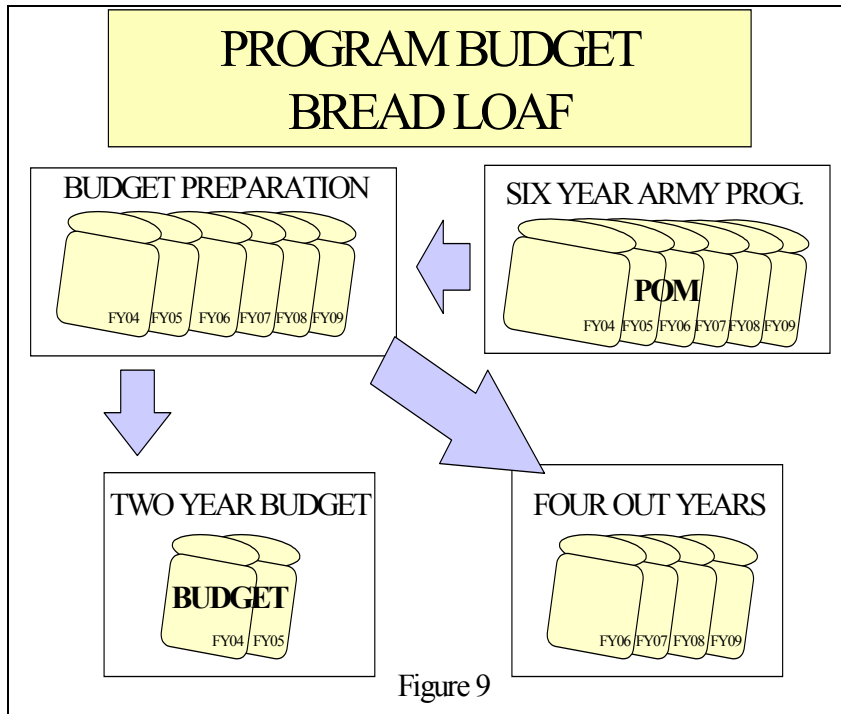 PROGRAM BUDGET
BREAD LOAF
BUDGET PREPARATION
FY04 FY05 FY06 FY07 FY08 FY09
SIX YEAR ARMY PROG.
POM
FY04 FY05 FY06 FY07 FY08 FY09
TWO YEAR BUDGET
BUDGET
FY04 FY05
FOUR OUT YEARS
FY06 FY07 FY08 FY09
Figure 9